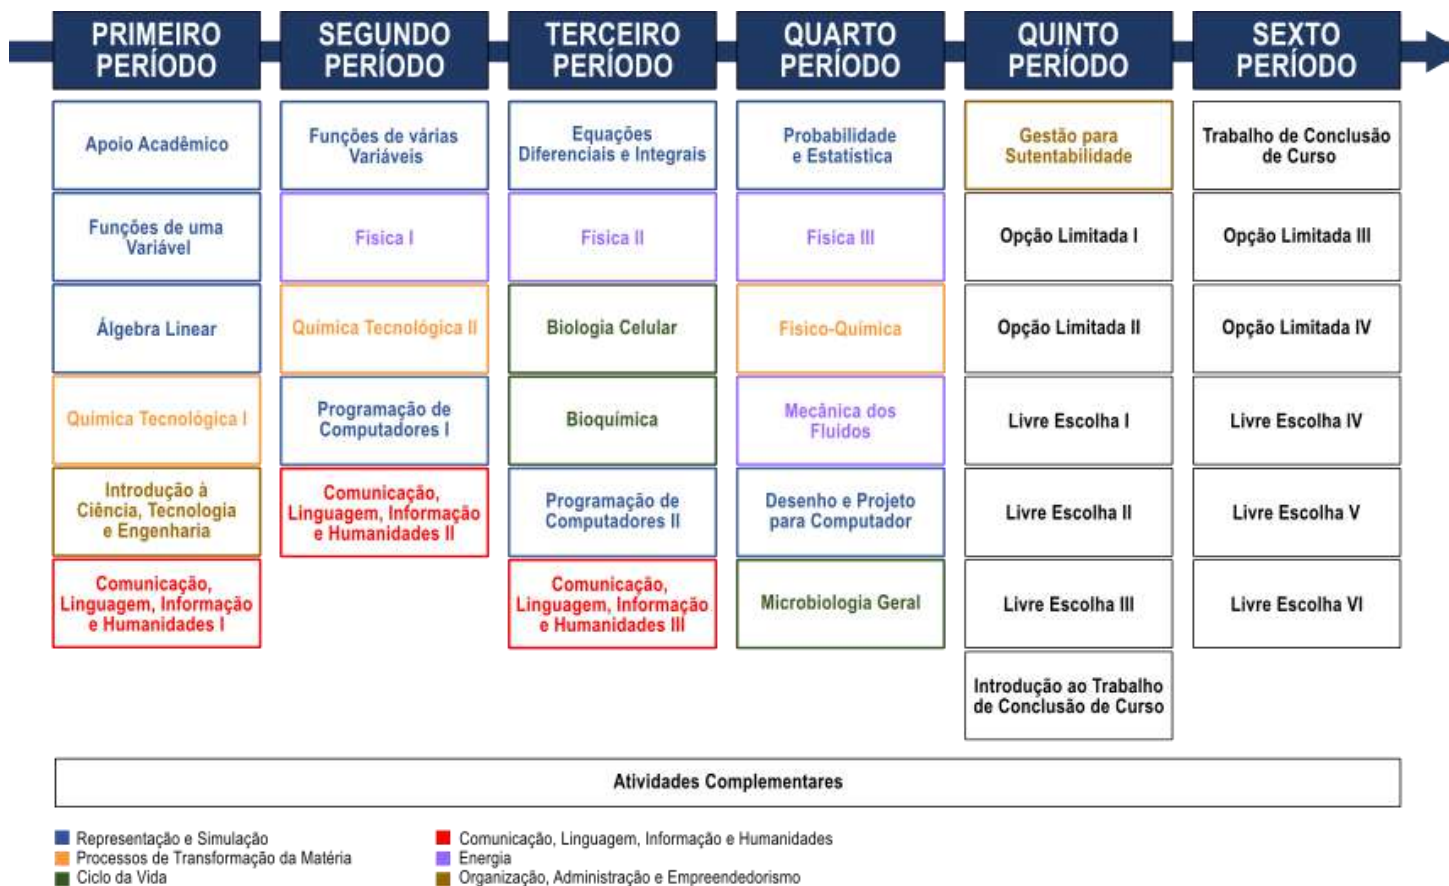 PRIMEIRO
PERÍODO
SEGUNDO
PERÍODO
TERCEIRO
PERÍODO
QUARTO
PERÍODO
QUINTO
PERÍODO
SEXTO
PERÍODO
Apoio Acadêmico
Funções de várias
Variáveis
Equações
Diferenciais e Integrais
Probabilidade
e Estatística
Gestão para
Sutentabilidade
Trabalho de Conclusão
de Curso
Funções de uma
Variável
Física I
Física II
Física III
Opção Limitada I
Opção Limitada III
Álgebra Linear
Química Tecnológica II
Biologia Celular
Físico-Química
Opção Limitada II
Opção Limitada IV
Química Tecnológica I
Programação de
Computadores I
Bioquímica
Mecânica dos
Fluidos
Livre Escolha I
Livre Escolha IV
Introdução à
Ciência, Tecnologia
e Engenharia
Comunicação,
Linguagem, Informação
e Humanidades II
Programação de
Computadores II
Desenho e Projeto
para Computador
Livre Escolha II
Livre Escolha V
Comunicação,
Linguagem, Informação
e Humanidades I
Comunicação,
Linguagem, Informação
e Humanidades III
Microbiologia Geral
Livre Escolha III
Livre Escolha VI
Introdução ao Trabalho
de Conclusão de Curso
Atividades Complementares
Representação e Simulação
Processos de Transformação da Matéria
Ciclo da Vida
Comunicação, Linguagem, Informação e Humanidades
Energia
Organização, Administração e Empreendedorismo